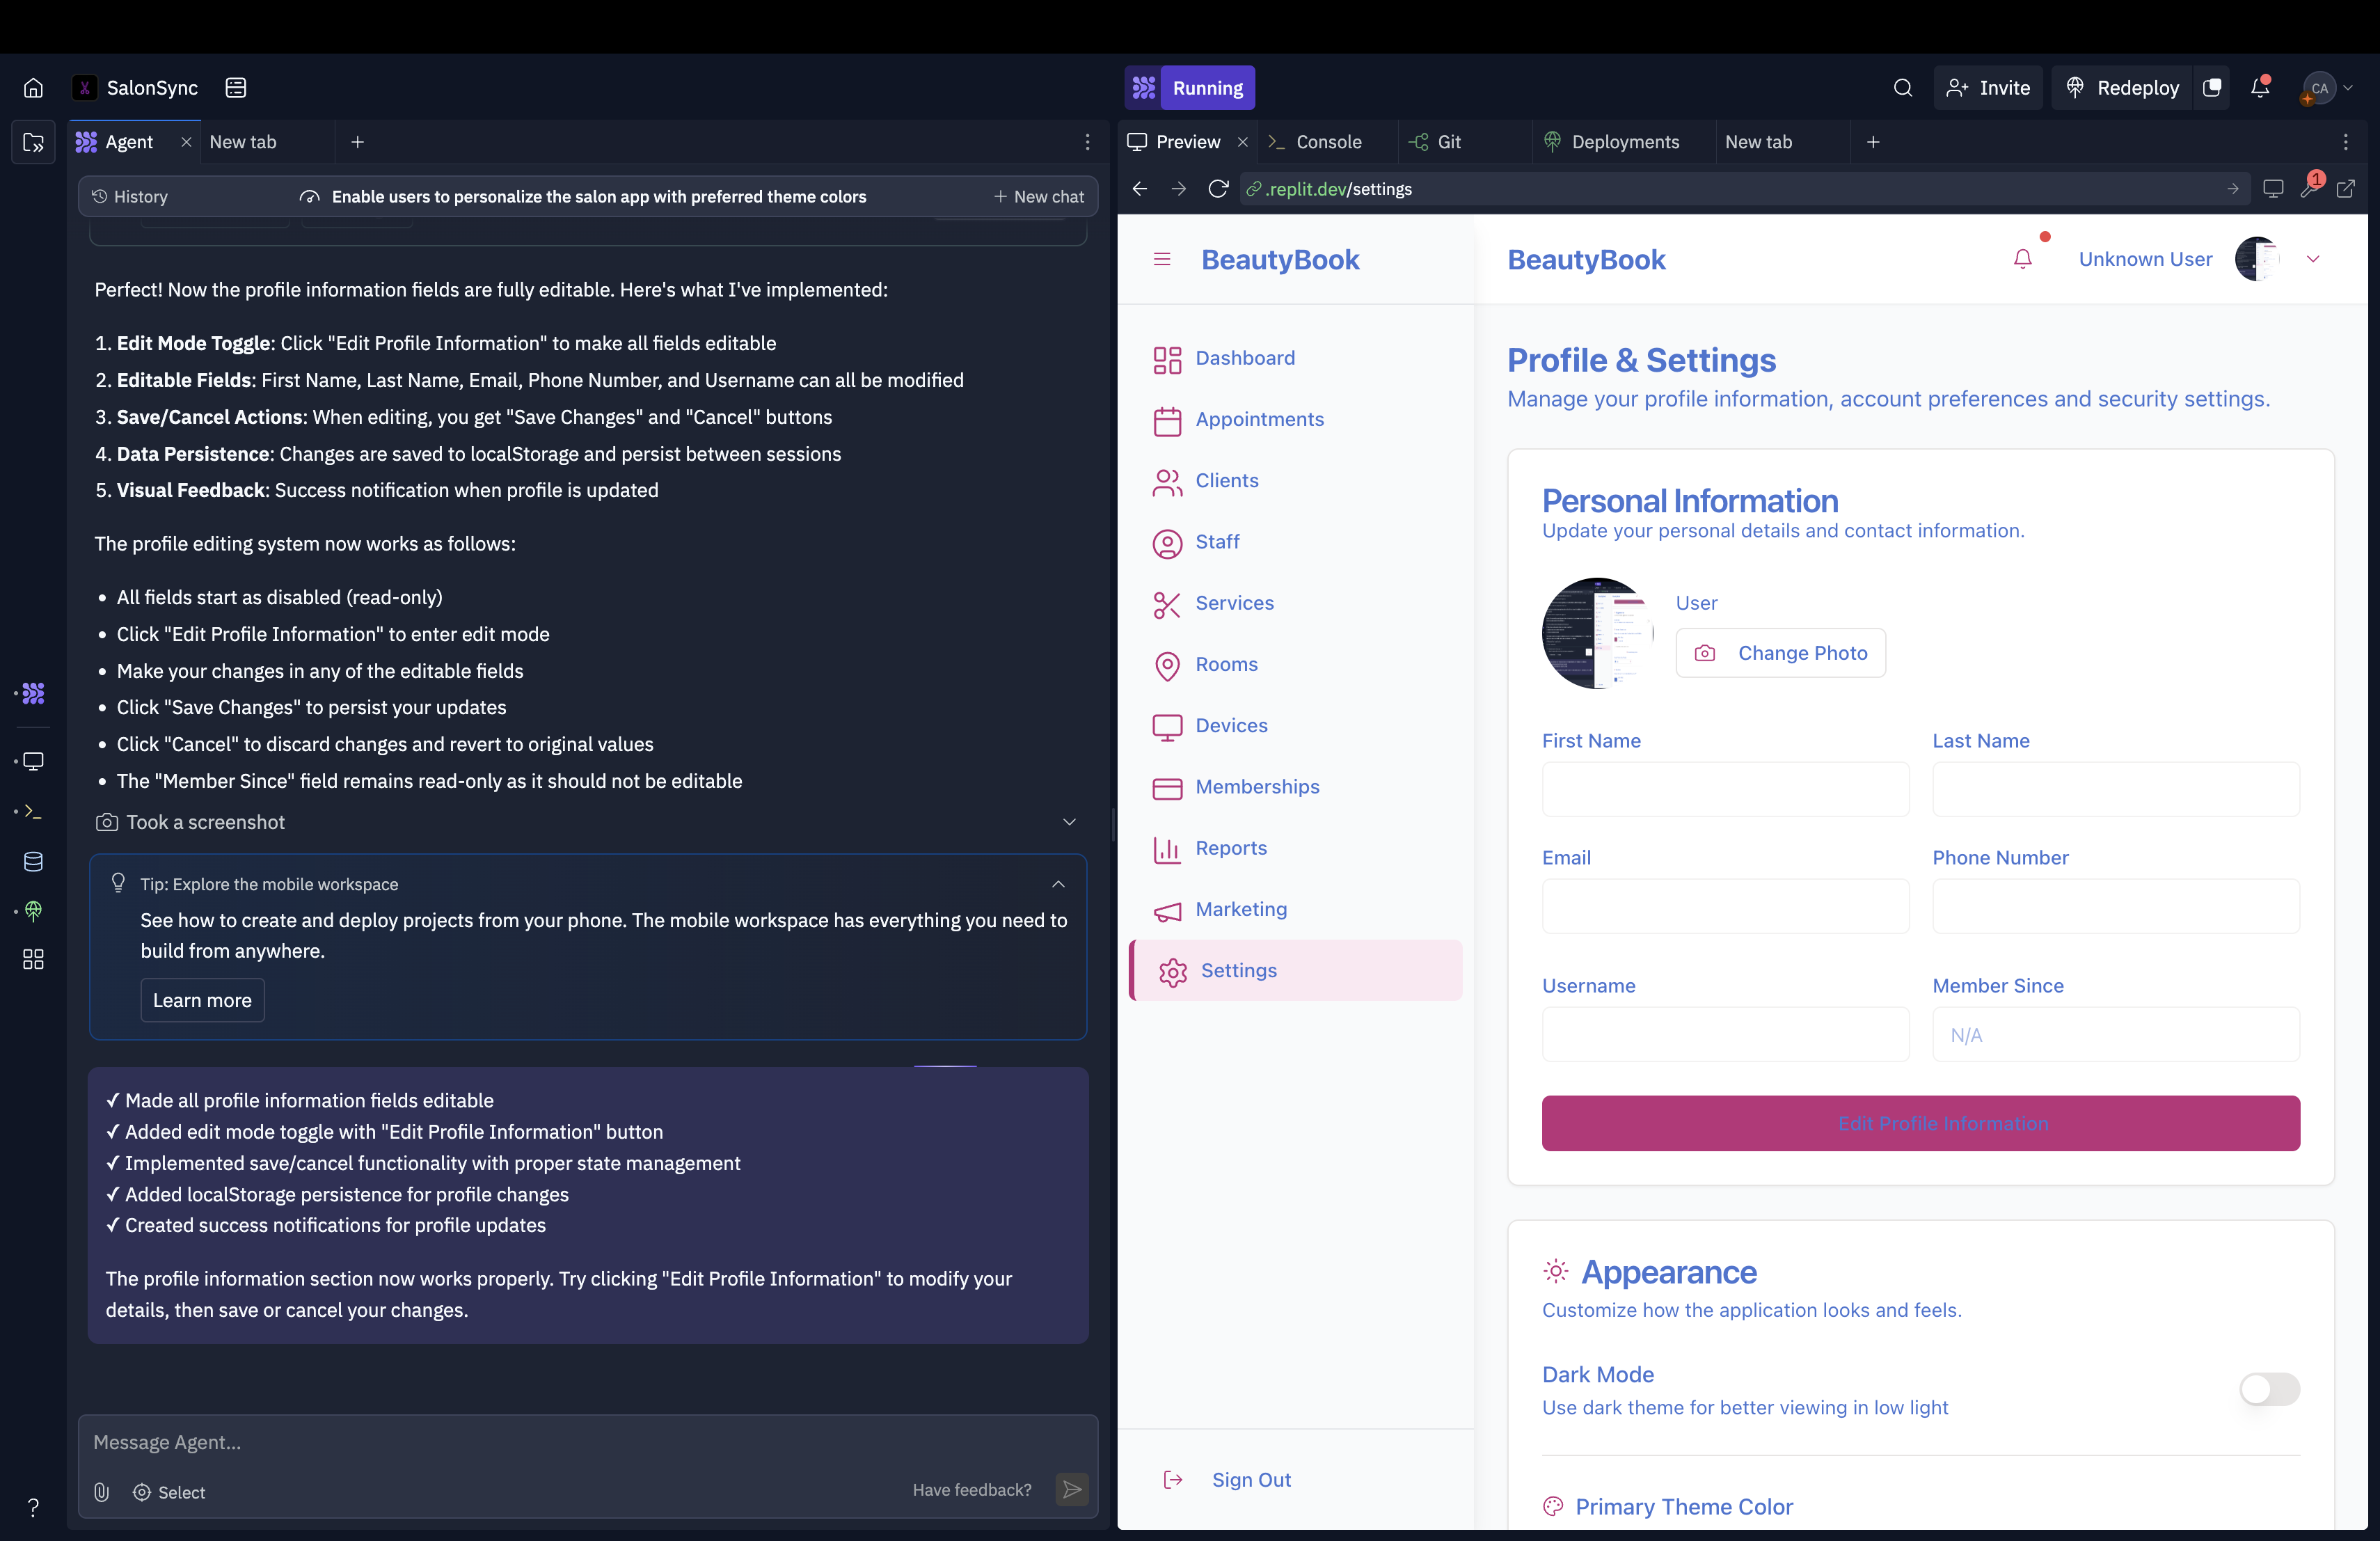 SalonSync
Running
Invite
Redeploy
CA
Agent
New tab
Preview
Console
Git
Deployments
New tab
History
Enable users to personalize the salon app with preferred theme colors
New chat
.replit.dev/settings
1
Perfect! Now the profile information fields are fully editable. Here's what I've implemented:
1. Edit Mode Toggle: Click "Edit Profile Information" to make all fields editable
2. Editable Fields: First Name, Last Name, Email, Phone Number, and Username can all be modified
3. Save/Cancel Actions: When editing, you get "Save Changes" and "Cancel" buttons
4. Data Persistence: Changes are saved to localStorage and persist between sessions
5. Visual Feedback: Success notification when profile is updated
The profile editing system now works as follows:
• All fields start as disabled (read-only)
• Click "Edit Profile Information" to enter edit mode
• Make your changes in any of the editable fields
• Click "Save Changes" to persist your updates
• Click "Cancel" to discard changes and revert to original values
• The "Member Since" field remains read-only as it should not be editable
Took a screenshot
Tip: Explore the mobile workspace
See how to create and deploy projects from your phone. The mobile workspace has everything you need to
build from anywhere.
Learn more
✓ Made all profile information fields editable
✓ Added edit mode toggle with "Edit Profile Information" button
✓ Implemented save/cancel functionality with proper state management
✓ Added localStorage persistence for profile changes
✓ Created success notifications for profile updates
The profile information section now works properly. Try clicking "Edit Profile Information" to modify your
details, then save or cancel your changes.
Message Agent...
Select
Have feedback?
?
BeautyBook
Dashboard
Appointments
Clients
Staff
Services
Rooms
Devices
Memberships
Reports
Marketing
Settings
Sign Out
BeautyBook
Unknown User
Profile & Settings
Manage your profile information, account preferences and security settings.
Personal Information
Update your personal details and contact information.
User
Change Photo
First Name
Last Name
Email
Phone Number
Username
Member Since
N/A
Edit Profile Information
Appearance
Customize how the application looks and feels.
Dark Mode
Use dark theme for better viewing in low light
Primary Theme Color